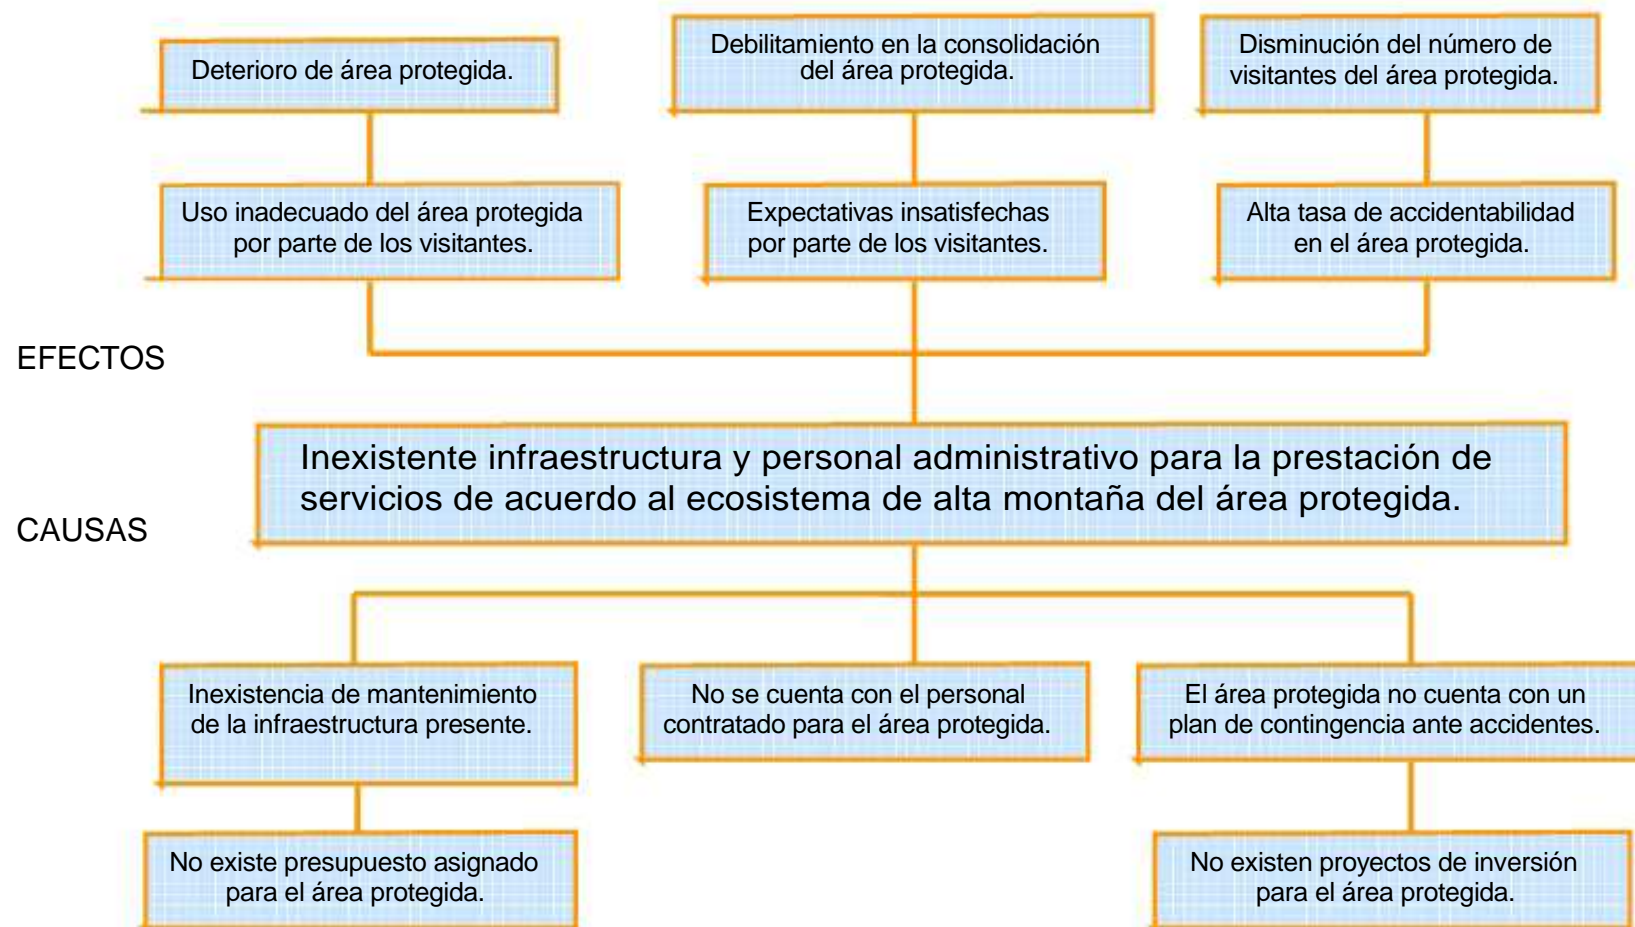 Deterioro de área protegida.
Debilitamiento en la consolidación
del área protegida.
Disminución del número de
visitantes del área protegida.
Uso inadecuado del área protegida
por parte de los visitantes.
Expectativas insatisfechas
por parte de los visitantes.
Alta tasa de accidentabilidad
en el área protegida.
EFECTOS
Inexistente infraestructura y personal administrativo para la prestación de
servicios de acuerdo al ecosistema de alta montaña del área protegida.
CAUSAS
Inexistencia de mantenimiento
de la infraestructura presente.
No se cuenta con el personal
contratado para el área protegida.
El área protegida no cuenta con un
plan de contingencia ante accidentes.
No existe presupuesto asignado
para el área protegida.
No existen proyectos de inversión
para el área protegida.